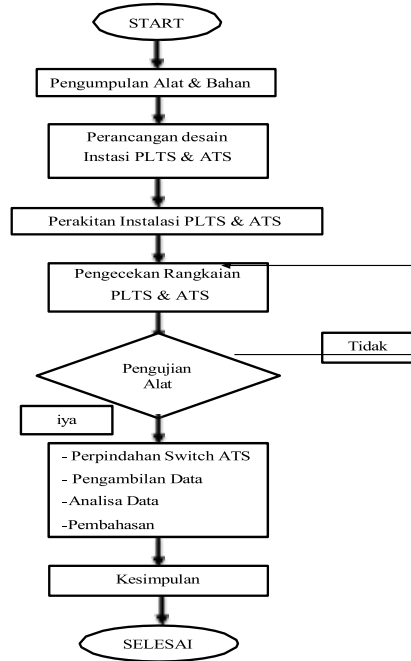 START
Pengumpulan Alat & Bahan
Perancangan desain
Instasi PLTS & ATS
Perakitan Instalasi PLTS & ATS
Pengecekan Rangkaian
PLTS & ATS
Tidak
Pengujian
Alat
iya
- Perpindahan Switch ATS
- Pengambilan Data
-Analisa Data
-Pembahasan
Kesimpulan
SELESAI